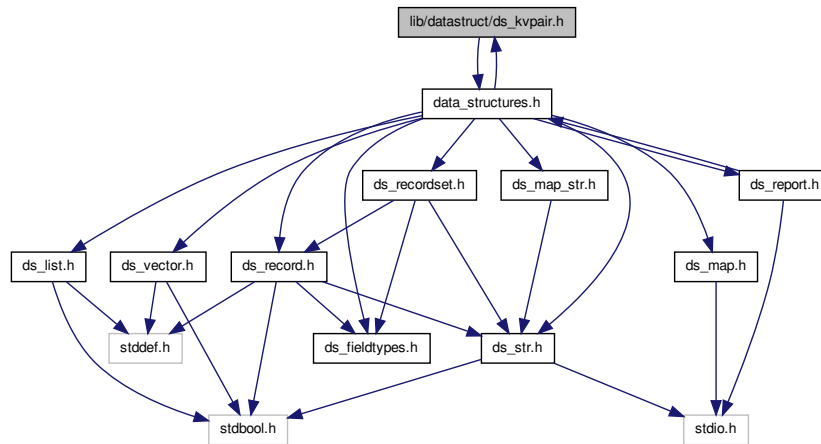 lib/datastruct/ds_kvpair.h
data_structures.h
ds_recordset.h
ds_map_str.h
ds_report.h
ds_list.h
ds_vector.h
ds_record.h
ds_map.h
stddef.h
ds_fieldtypes.h
ds_str.h
stdbool.h
stdio.h